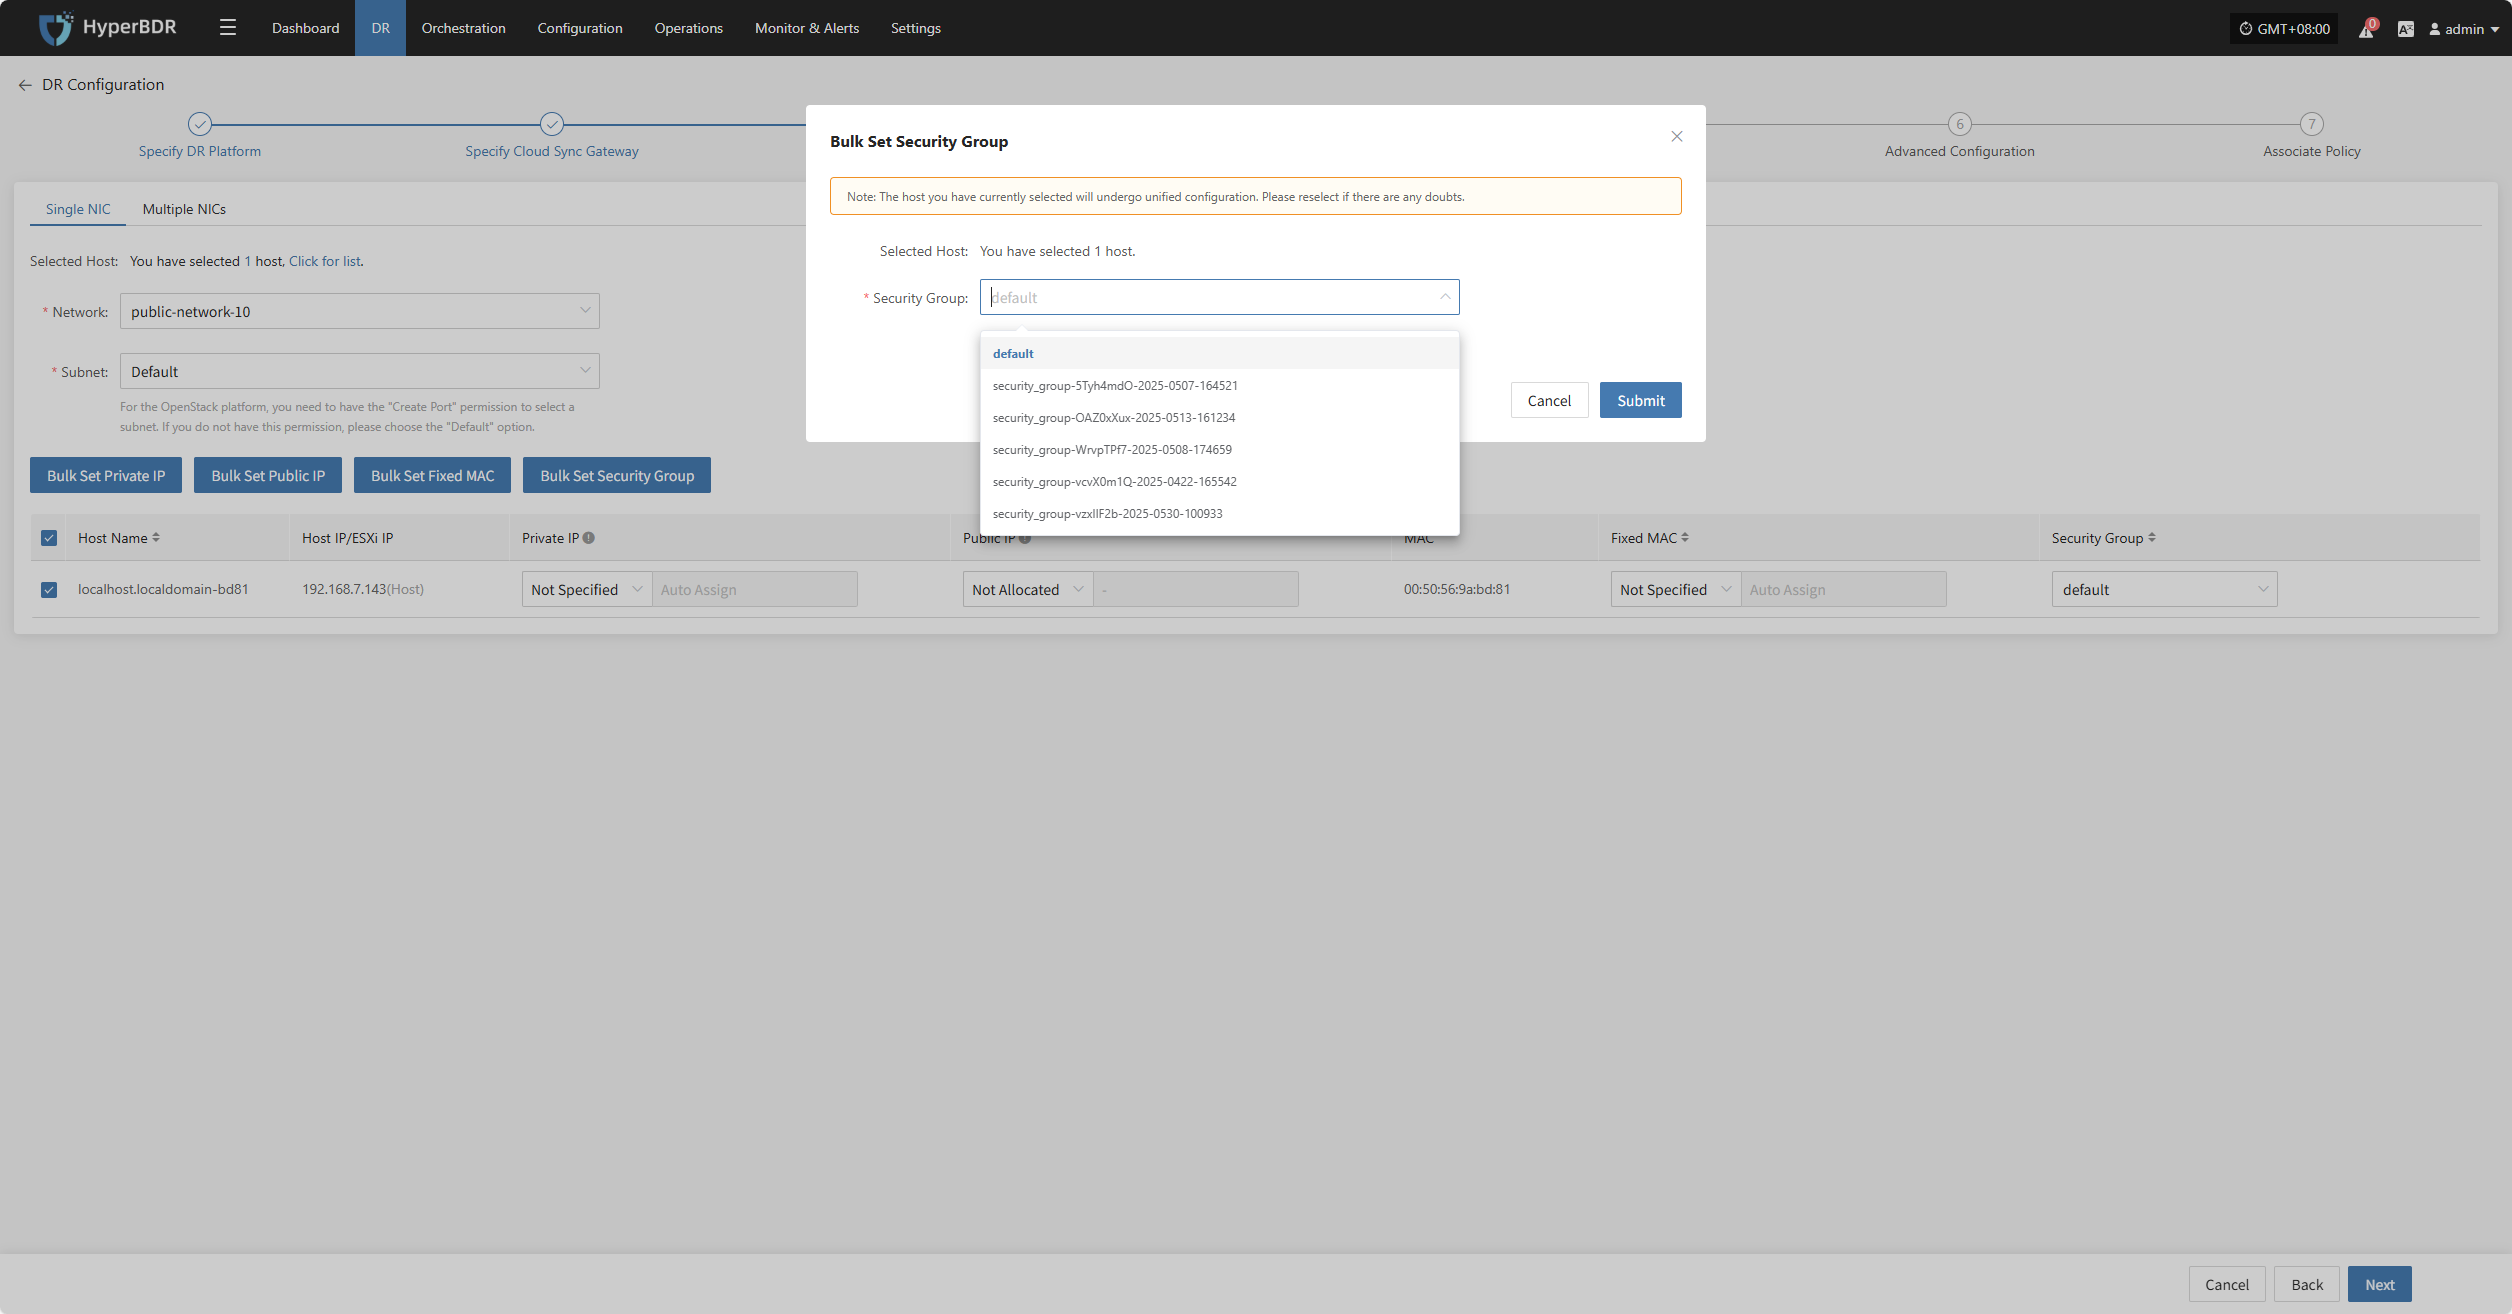 HyperBDR
Dashboard
DR
Orchestration
Configuration
Operations
Monitor & Alerts
Settings
GMT+08:00
0
admin
DR Configuration
Specify DR Platform
Specify Cloud Sync Gateway
6
Advanced Configuration
7
Associate Policy
Bulk Set Security Group
Note: The host you have currently selected will undergo unified configuration. Please reselect if there are any doubts.
Selected Host: You have selected 1 host.
* Security Group: default
default
security_group-5Tyh4mdO-2025-0507-164521
security_group-OAZ0xXux-2025-0513-161234
security_group-WrvpTPf7-2025-0508-174659
security_group-vcvX0m1Q-2025-0422-165542
Cancel
Submit
Single NIC
Multiple NICs
Selected Host: You have selected 1 host, Click for list.
* Network: public-network-10
* Subnet: Default
For the OpenStack platform, you need to have the "Create Port" permission to select a
subnet. If you do not have this permission, please choose the "Default" option.
Bulk Set Private IP
Bulk Set Public IP
Bulk Set Fixed MAC
Bulk Set Security Group
Host Name
Host IP/ESXi IP
Private IP
Public IP
MAC
Fixed MAC
Security Group
localhost.localdomain-bd81
192.168.7.143(Host)
Not Specified
Auto Assign
Not Allocated
-
00:50:56:9a:bd:81
Not Specified
Auto Assign
default
Cancel
Back
Next